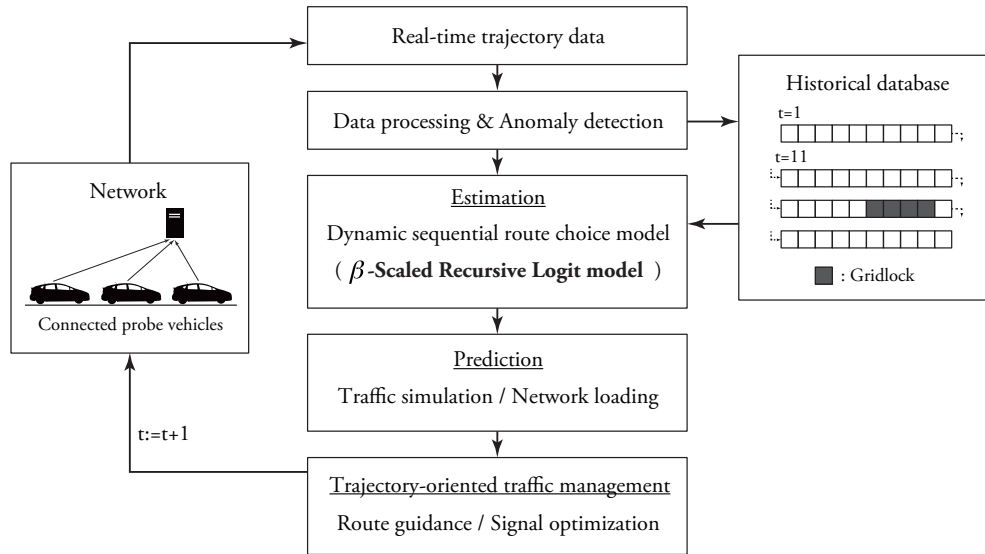 Real-time trajectory data
Data processing & Anomaly detection
Historical database
t=1
t=11
: Gridlock
Network
Connected probe vehicles
Estimation
Dynamic sequential route choice model
( β-Scaled Recursive Logit model )
Prediction
Traffic simulation / Network loading
t:=t+1
Trajectory-oriented traffic management
Route guidance / Signal optimization